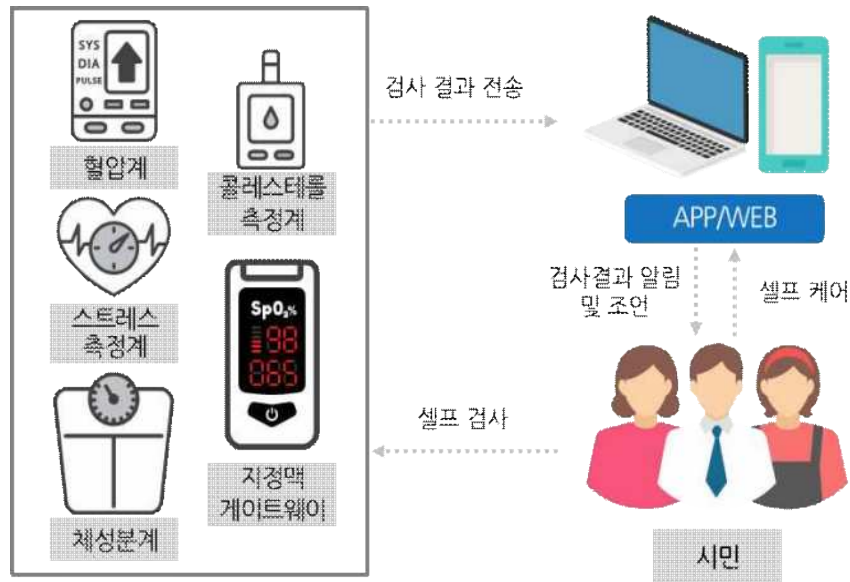 SYS
DIA
PULSE
혈압계
콜레스테롤
측정계
스트레스
측정계
SpO₂%
98
065
지정맥
게이트웨이
체성분계
검사 결과 전송
APP/WEB
검사결과 알림
및 조언
셀프 케어
셀프 검사
시민